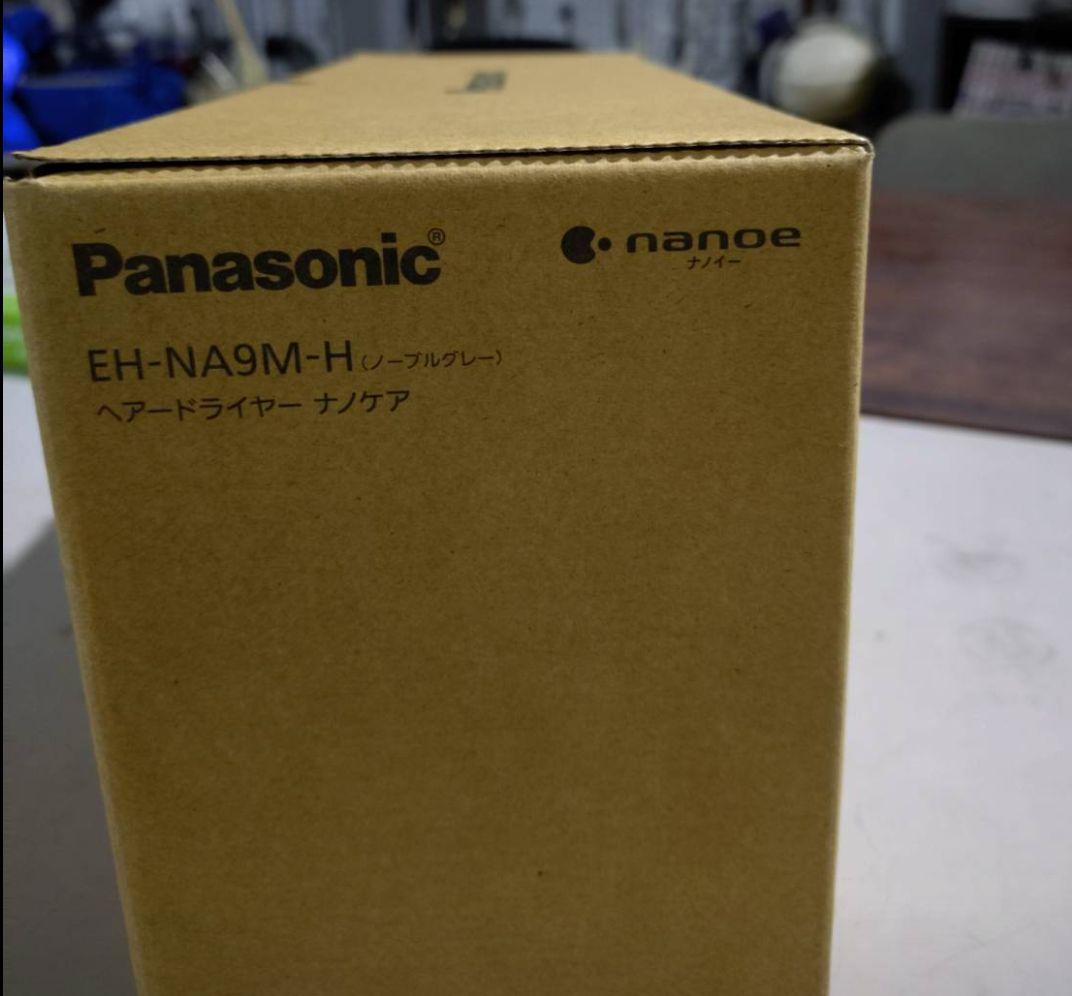 Panasonic®
nanoe
ナノイー
EH-NA9M-H（ノーブルグレー）
ヘアードライヤー ナノケア